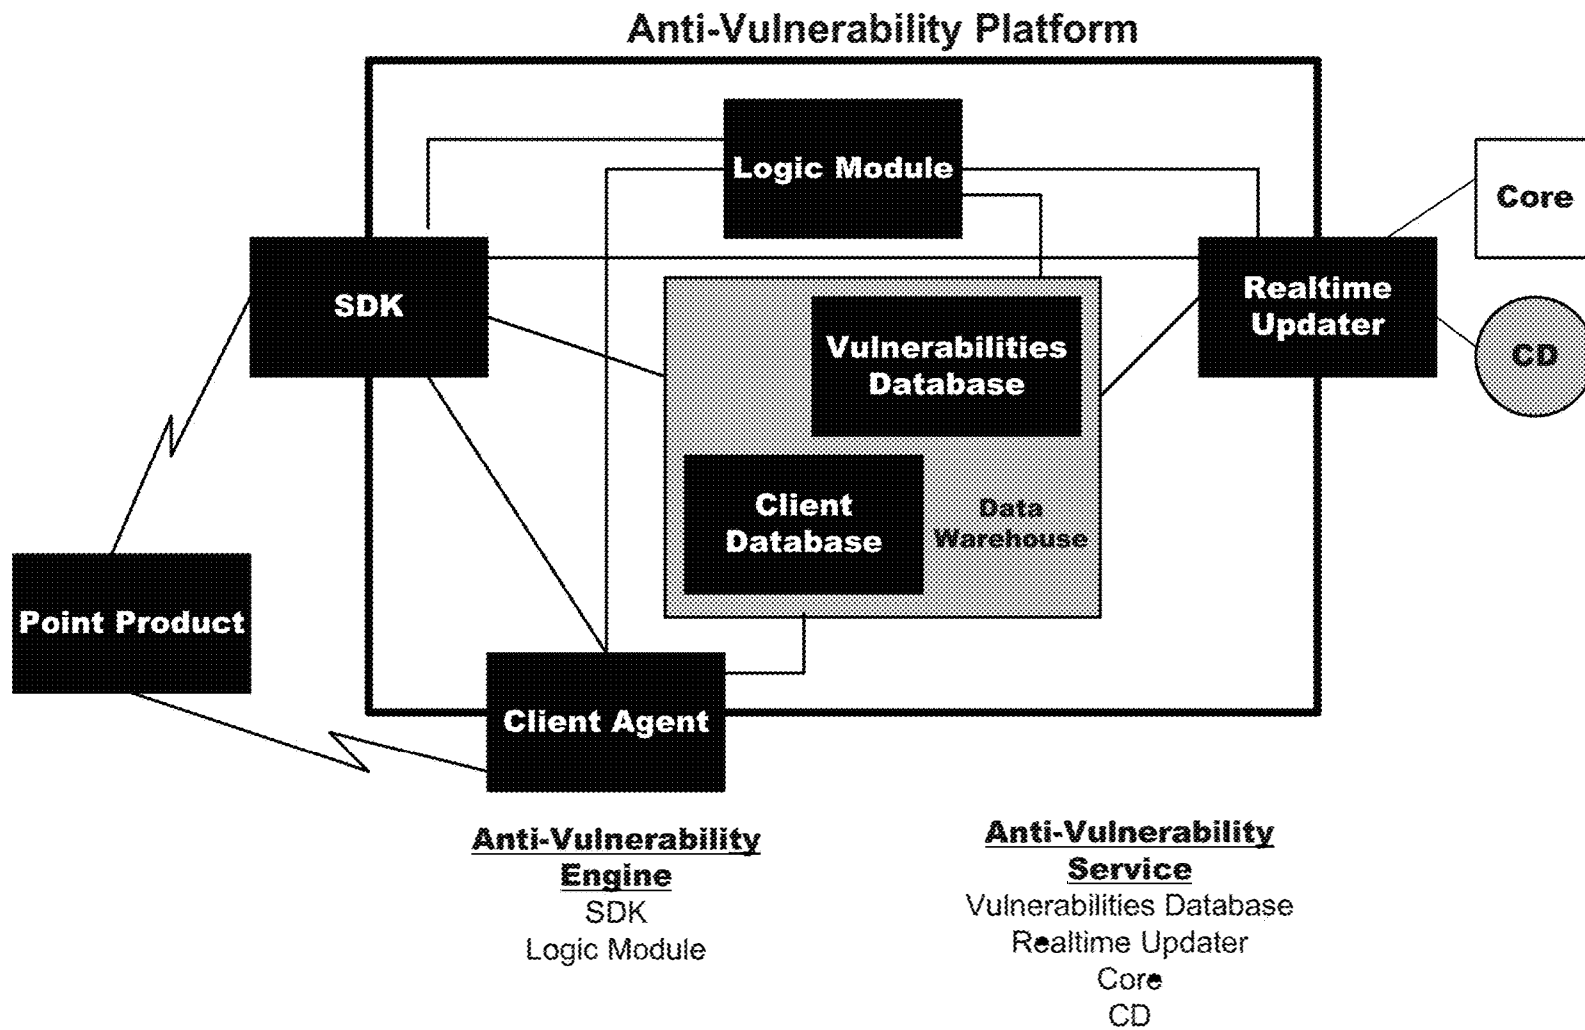 Anti-Vulnerability Platform
Logic Module
Core
SDK
Realtime
Updater
Vulnerabilities
Database
CD
Client
Database
Data
Warehouse
Point Product
Client Agent
Anti-Vulnerability
Engine
SDK
Logic Module
Anti-Vulnerability
Service
Vulnerabilities Database
Realtime Updater
Core
CD